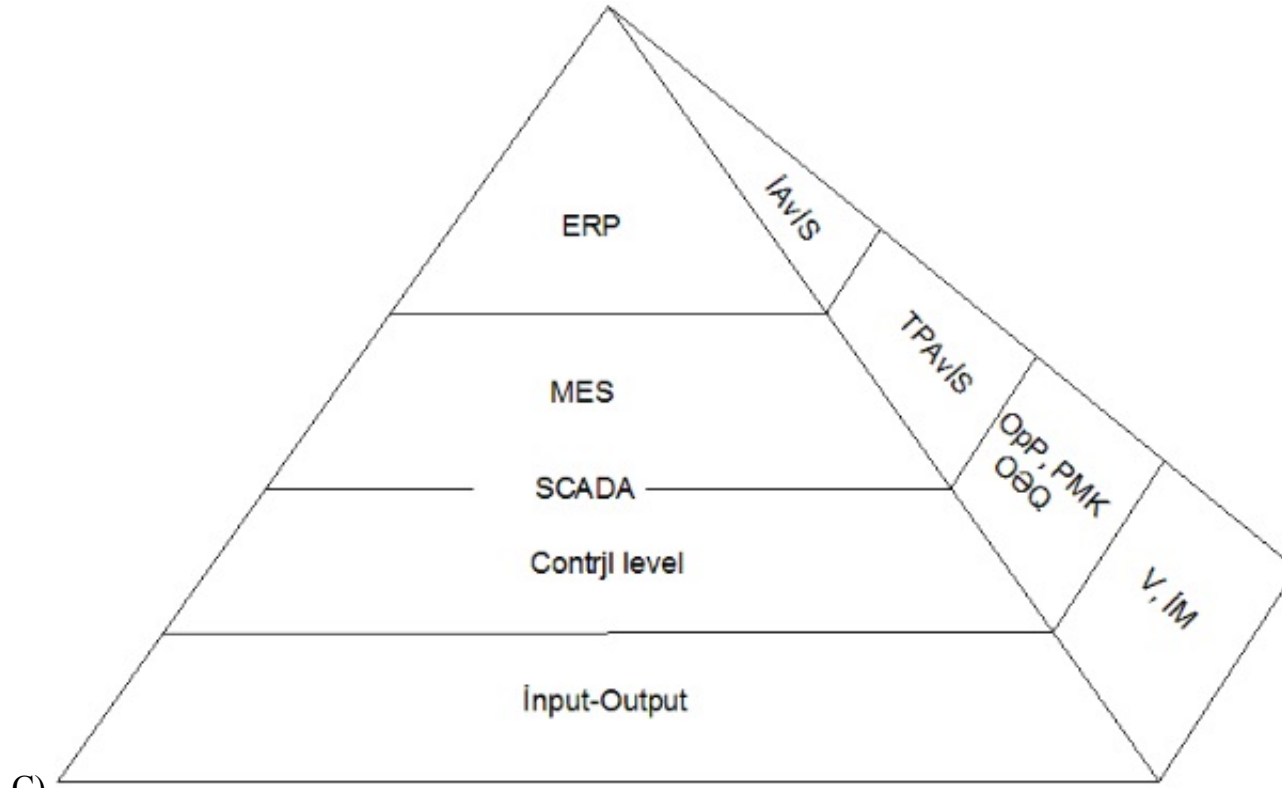 ERP
İAvİS
MES
TPAvİS
SCADA
OpP, PMK
OƏQ
Contrjl level
V, İM
İnput-Output
C)